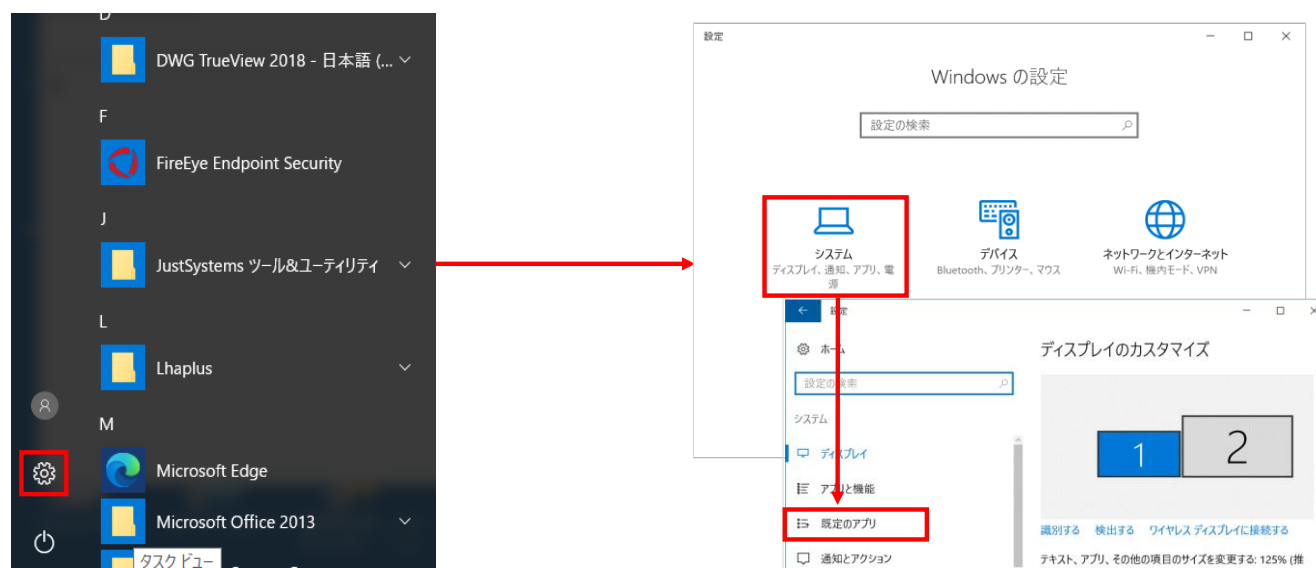 D
DWG TrueView 2018 - 日本語 (...
F
FireEye Endpoint Security
J
JustSystems ツール&ユーティリティ
L
Lhaplus
M
Microsoft Edge
Microsoft Office 2013
タスク ビュー
設定
Windows の設定
設定の検索
システム
ディスプレイ、通知、アプリ、電
源
デバイス
Bluetooth、プリンター、マウス
ネットワークとインターネット
Wi-Fi、機内モード、VPN
設定
ホーム
設定の検索
システム
ディスプレイ
アプリと機能
既定のアプリ
通知とアクション
ディスプレイのカスタマイズ
1
2
識別する 検出する ワイヤレス ディスプレイに接続する
テキスト、アプリ、その他の項目のサイズを変更する: 125% (推